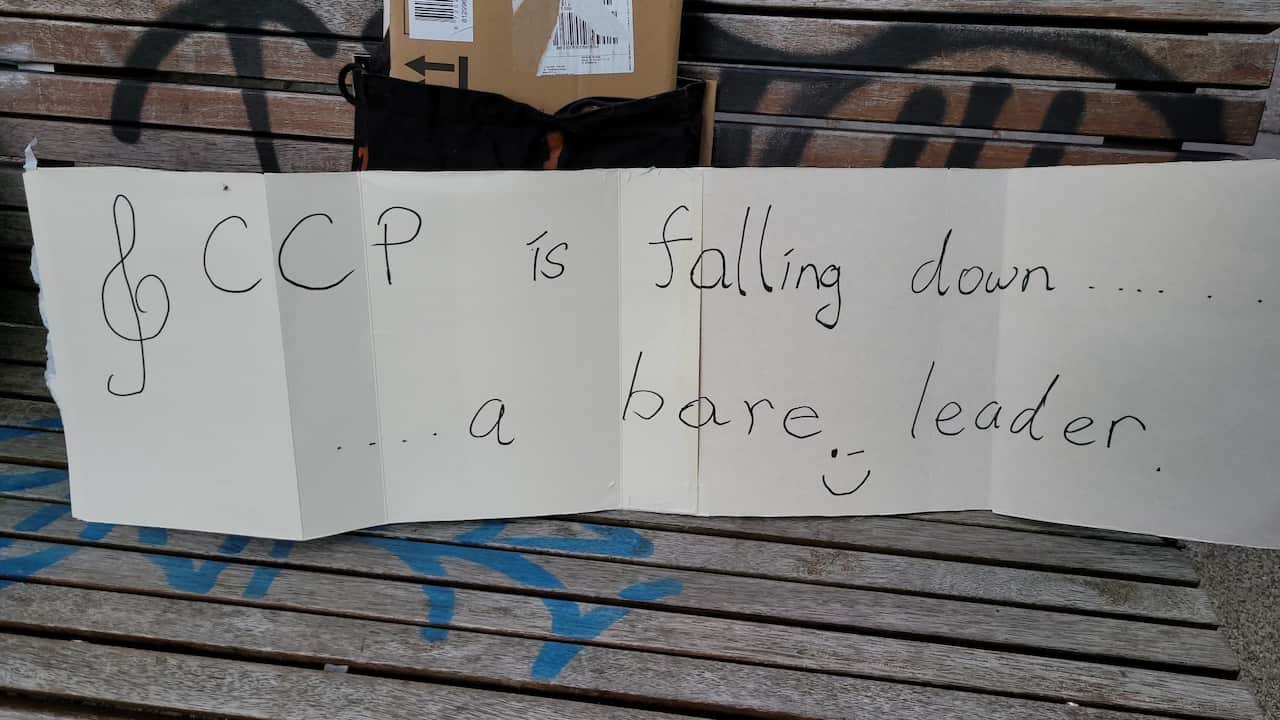 CCP is falling down.......
....a bare leader.